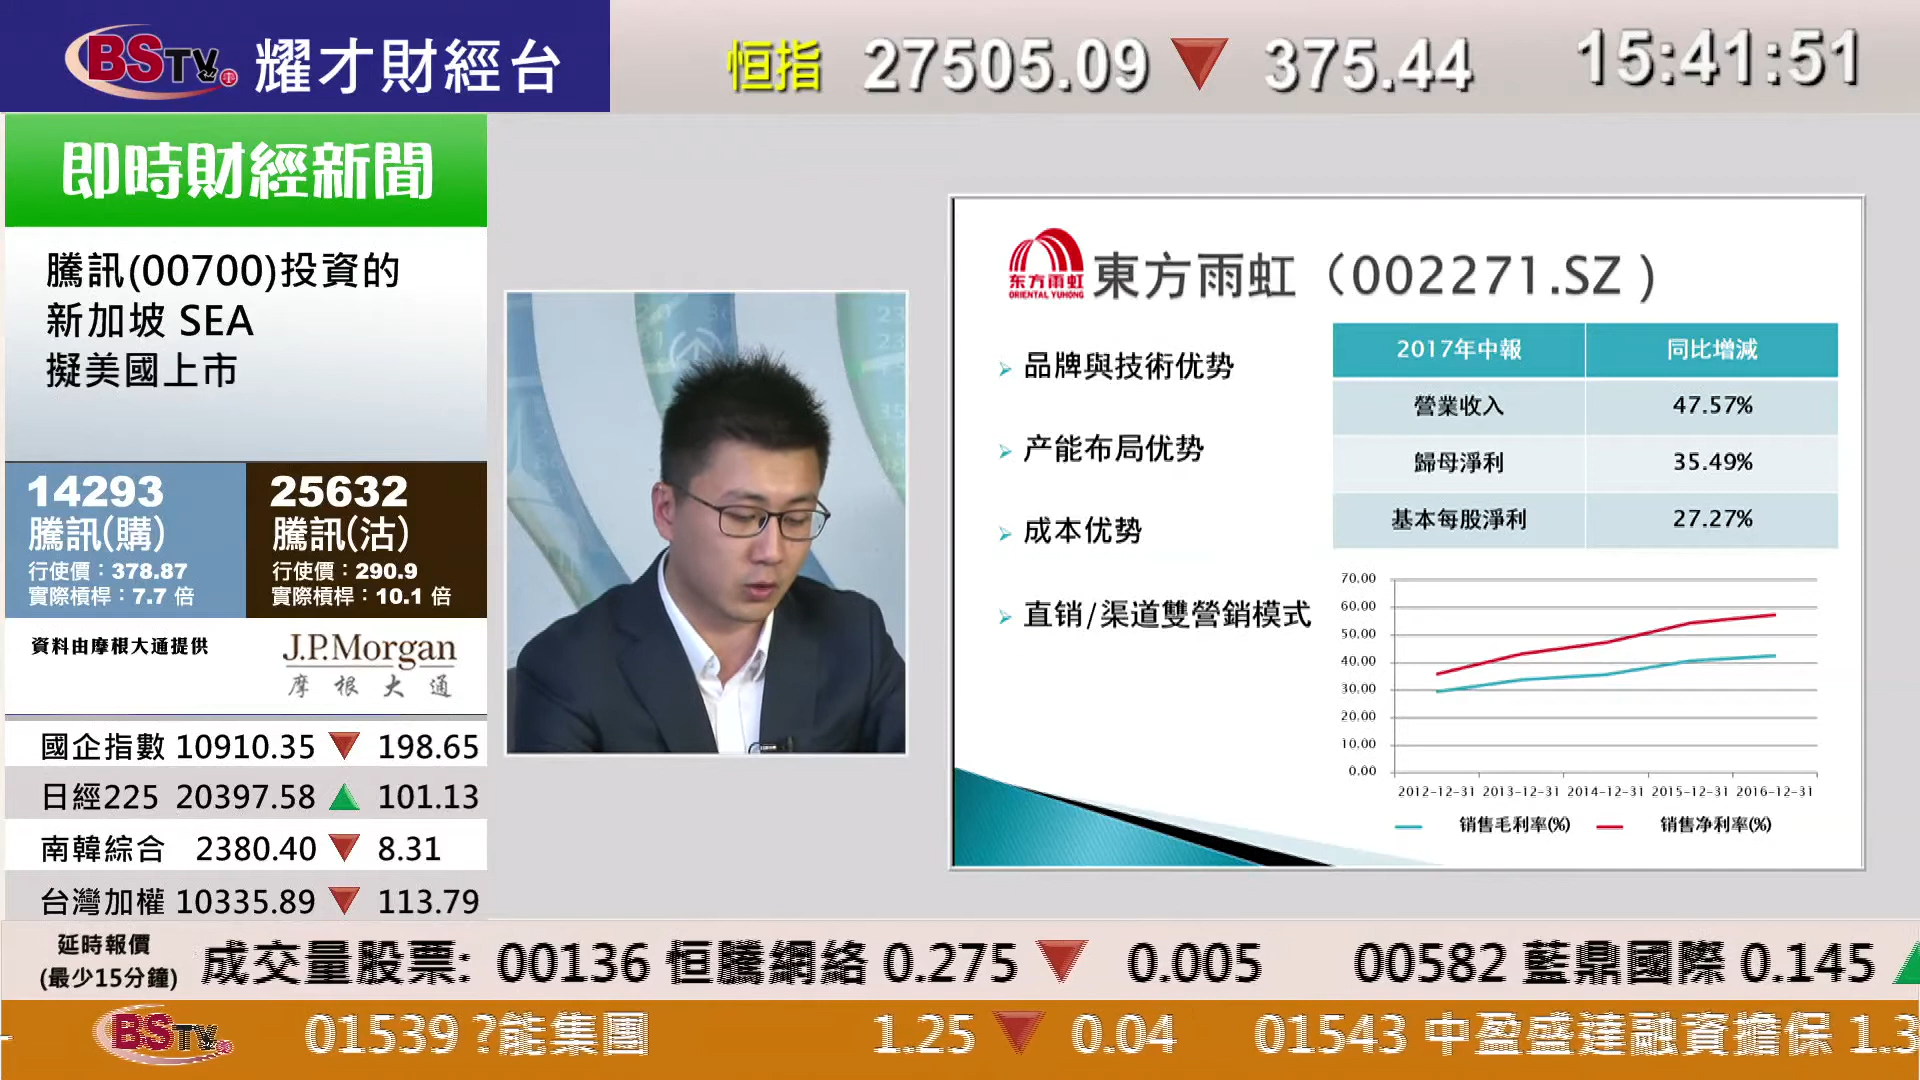 BSTV 耀才財經台
恒指 27505.09 ▼ 375.44 15:41:51
即時財經新聞
騰訊(00700)投資的
新加坡 SEA
擬美國上市
14293
騰訊(購)
行使價：378.87
實際槓桿：7.7 倍
25632
騰訊(沽)
行使價：290.9
實際槓桿：10.1 倍
資料由摩根大通提供
J.P.Morgan
摩根大通
國企指數 10910.35 ▼ 198.65
日經225 20397.58 ▲ 101.13
南韓綜合 2380.40 ▼ 8.31
台灣加權 10335.89 ▼ 113.79
东方雨虹
ORIENTAL YUHONG
東方雨虹（002271.SZ )
品牌與技術优势
产能布局优势
成本优势
直销/渠道雙營銷模式
2017年中報 同比增減
營業收入 47.57%
歸母淨利 35.49%
基本每股淨利 27.27%
70.00
60.00
50.00
40.00
30.00
20.00
10.00
0.00
2012-12-31 2013-12-31 2014-12-31 2015-12-31 2016-12-31
销售毛利率(%) 销售净利率(%)
延時報價
(最少15分鐘)
成交量股票: 00136 恒騰網絡 0.275 ▼ 0.005 00582 藍鼎國際 0.145 ▲
BSTV 01539 ?能集團 1.25 ▼ 0.04 01543 中盈盛達融資擔保 1.3